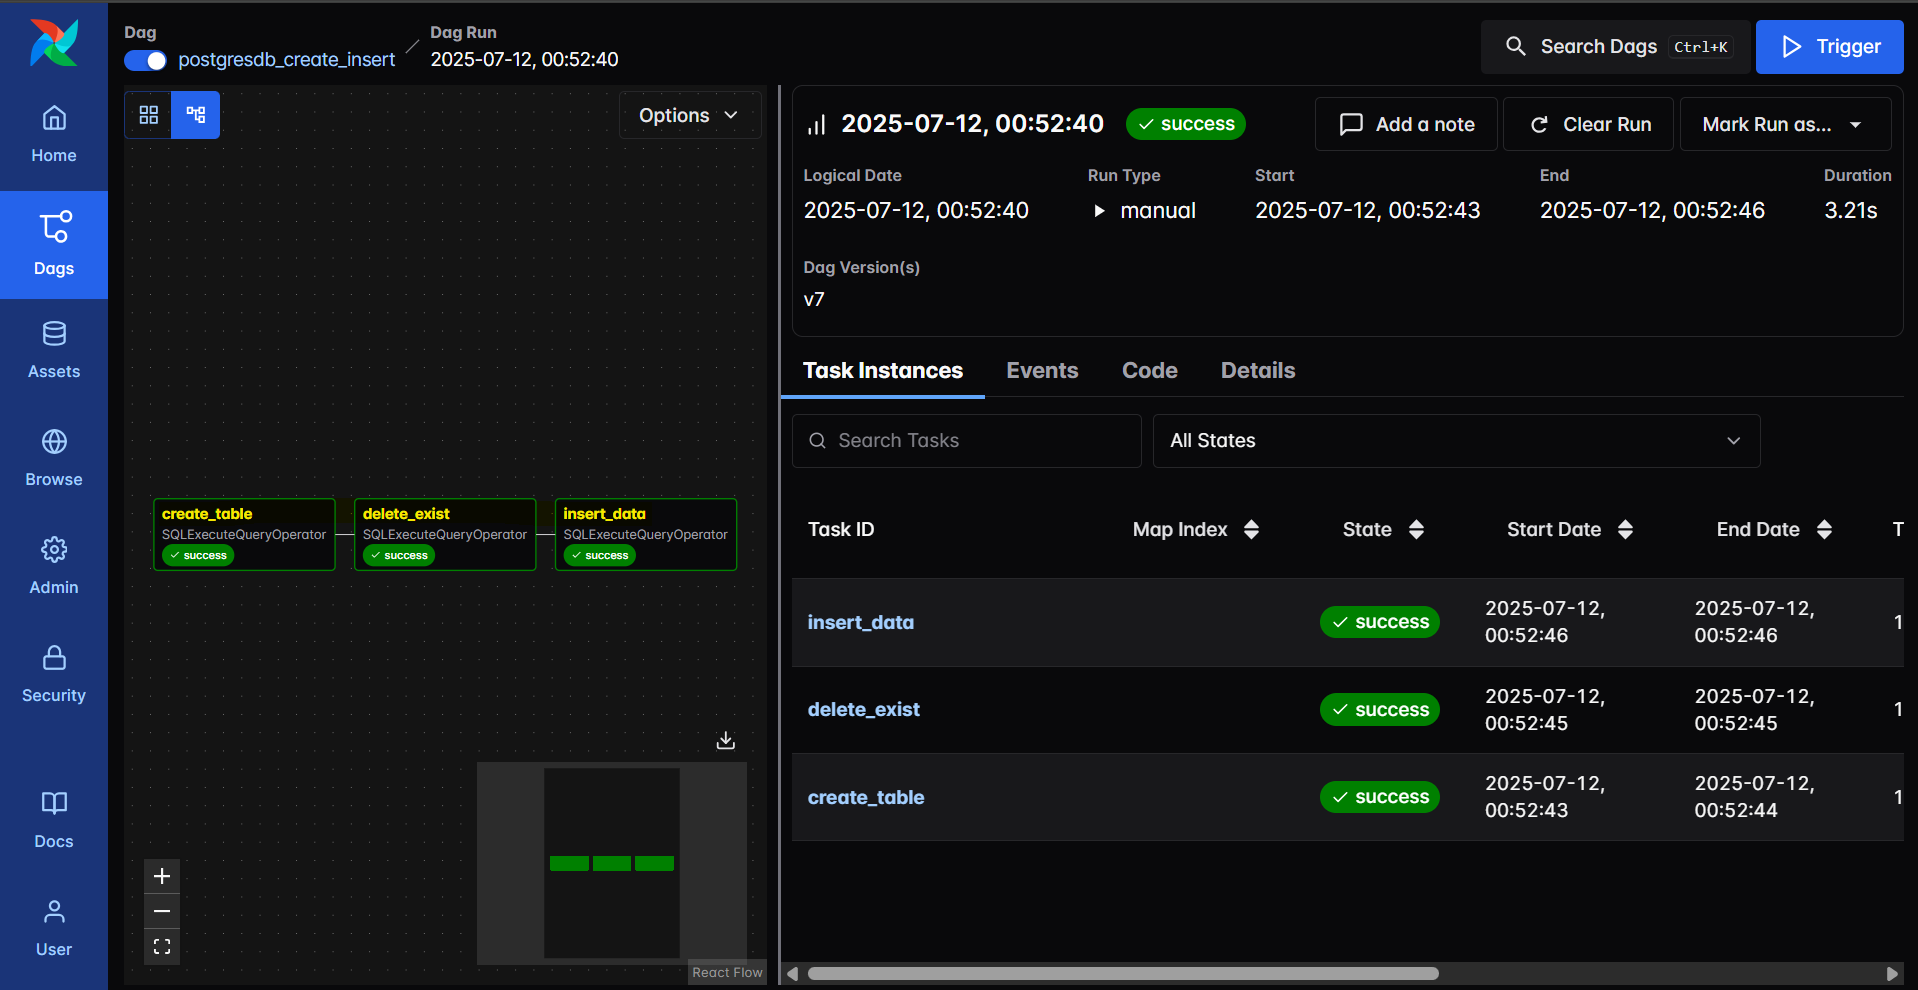 Dag
postgresdb_create_insert
Dag Run
2025-07-12, 00:52:40
Search Dags Ctrl+K
Trigger
Home
Dags
Assets
Browse
Admin
Security
Docs
User
Options
create_table
SQLExecuteQueryOperator
success
delete_exist
SQLExecuteQueryOperator
success
insert_data
SQLExecuteQueryOperator
success
React Flow
2025-07-12, 00:52:40 success
Add a note
Clear Run
Mark Run as...
Logical Date Run Type Start End Duration
2025-07-12, 00:52:40 manual 2025-07-12, 00:52:43 2025-07-12, 00:52:46 3.21s
Dag Version(s)
v7
Task Instances Events Code Details
Search Tasks
All States
Task ID Map Index State Start Date End Date T
insert_data success 2025-07-12, 00:52:46 2025-07-12, 00:52:46 1
delete_exist success 2025-07-12, 00:52:45 2025-07-12, 00:52:45 1
create_table success 2025-07-12, 00:52:43 2025-07-12, 00:52:44 1